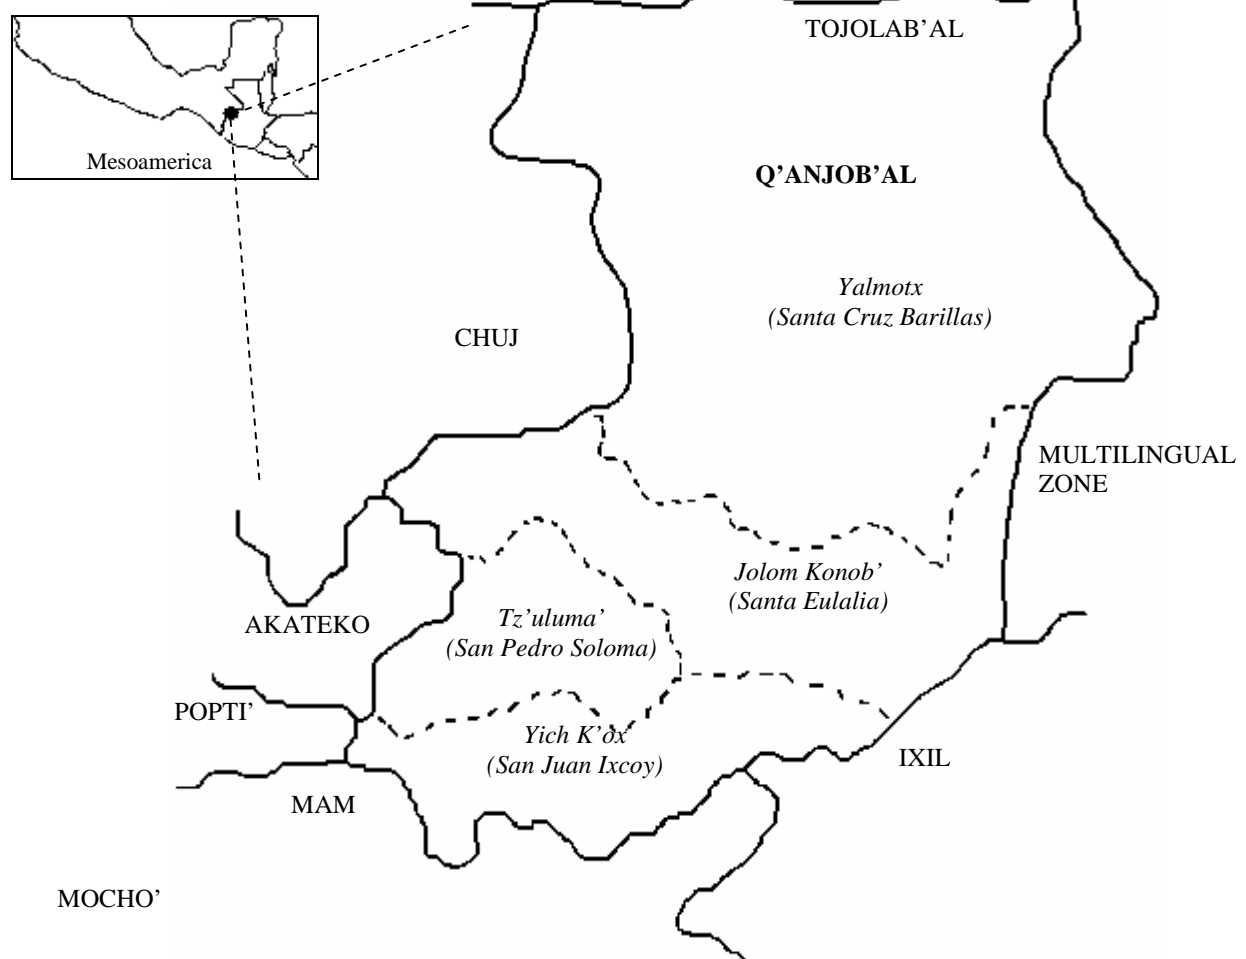 TOJOLAB’AL
Mesoamerica
Q’ANJOB’AL
Yalmotx
(Santa Cruz Barillas)
CHUJ
MULTILINGUAL
ZONE
Jolom Konob’
(Santa Eulalia)
Tz’uluma’
(San Pedro Soloma)
AKATEKO
POPTI’
Yich K’ox
(San Juan Ixcoy)
IXIL
MAM
MOCHO’